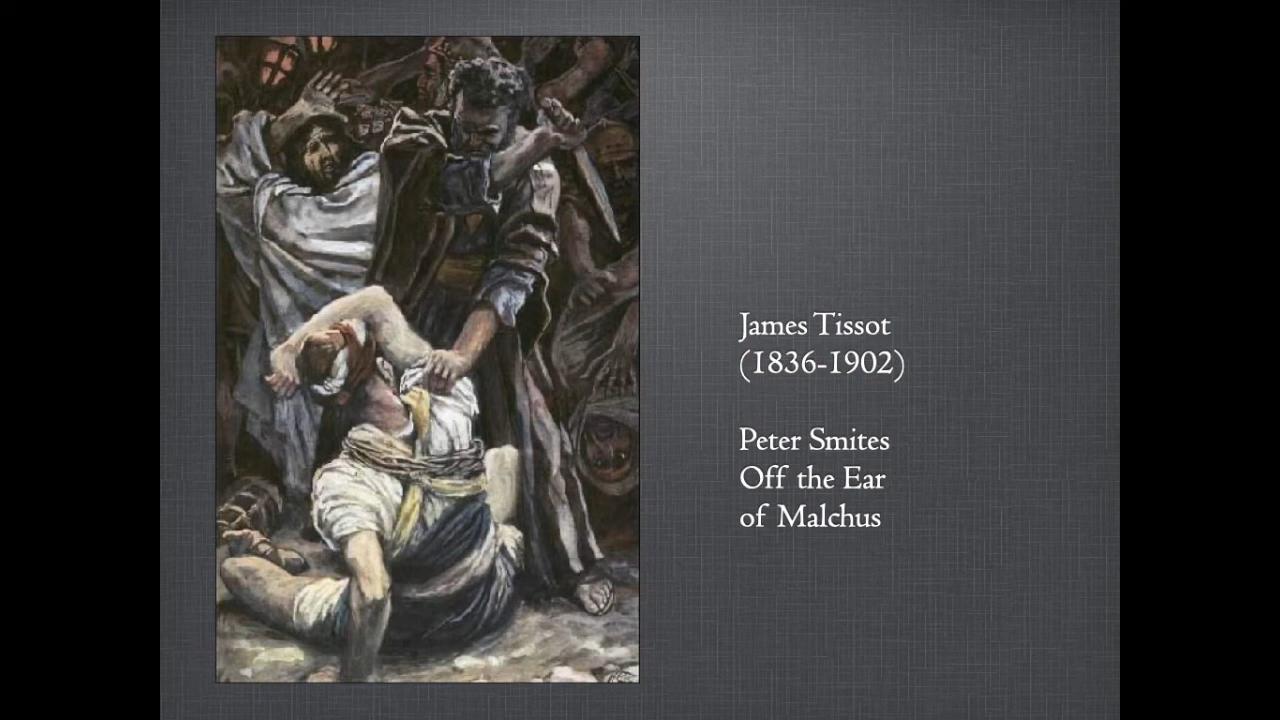 James Tissot
(1836-1902)
Peter Smites
Off the Ear
of Malchus